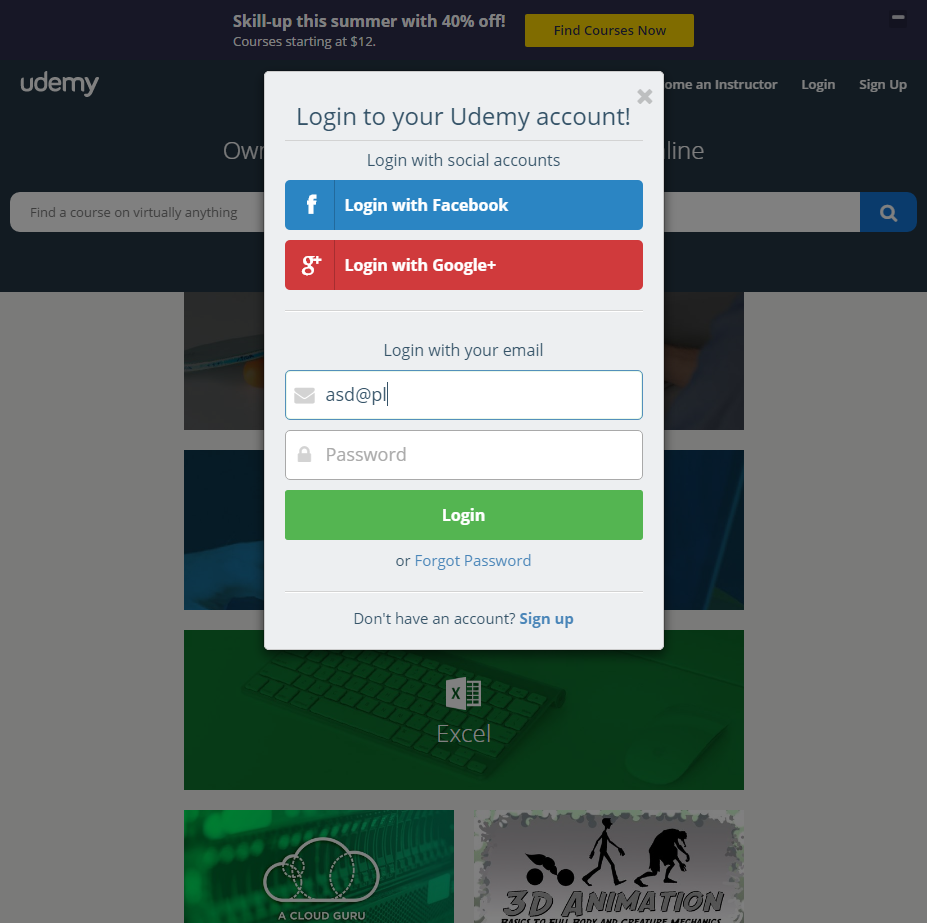 Skill-up this summer with 40% off!
Courses starting at $12.
Find Courses Now
udemy
ome an Instructor
Login
Sign Up
Login to your Udemy account!
Own
line
Login with social accounts
f Login with Facebook
Find a course on virtually anything
g+ Login with Google+
Login with your email
asd@pl
Password
Login
or Forgot Password
Don't have an account? Sign up
X
Excel
A CLOUD GURU
3D ANIMATION
BASICS TO FULL BODY AND CREATURE MECHANICS